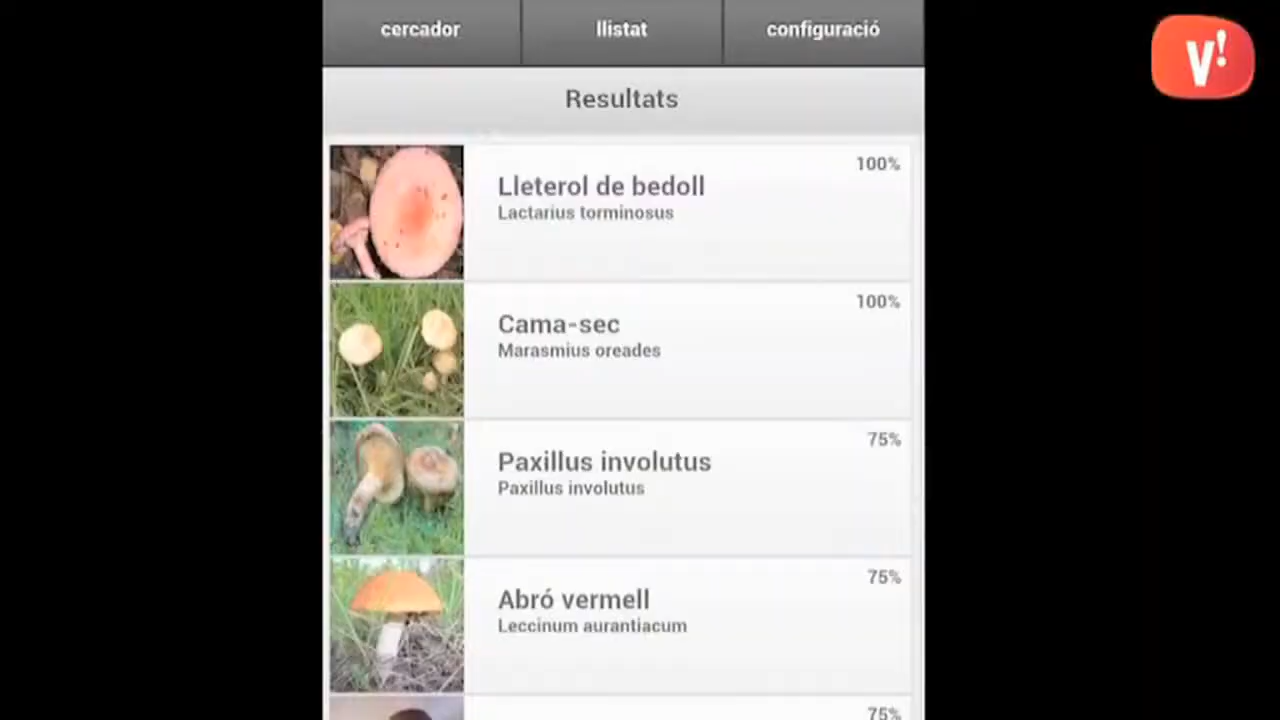 cercador
llistat
configuració
V!
Resultats
100%
Lleterol de bedoll
Lactarius torminosus
100%
Cama-sec
Marasmius oreades
75%
Paxillus involutus
Paxillus involutus
75%
Abró vermell
Leccinum aurantiacum
75%